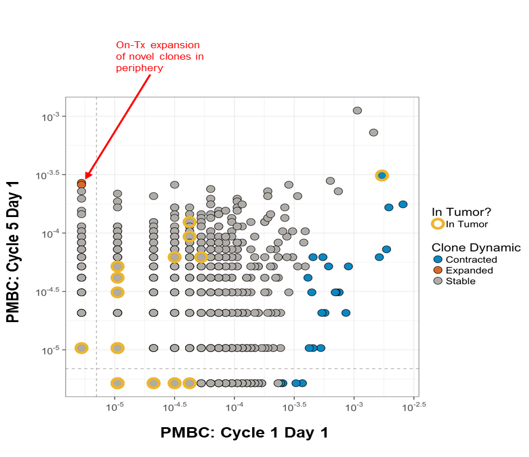 On-Tx expansion
of novel clones in
periphery
PMBC: Cycle 5 Day 1
10-3
10-3.5
10-4
10-4.5
10-5
10-5
10-4.5
10-4
10-3.5
10-3
10-2.5
PMBC: Cycle 1 Day 1
In Tumor?
In Tumor
Clone Dynamic
Contracted
Expanded
Stable